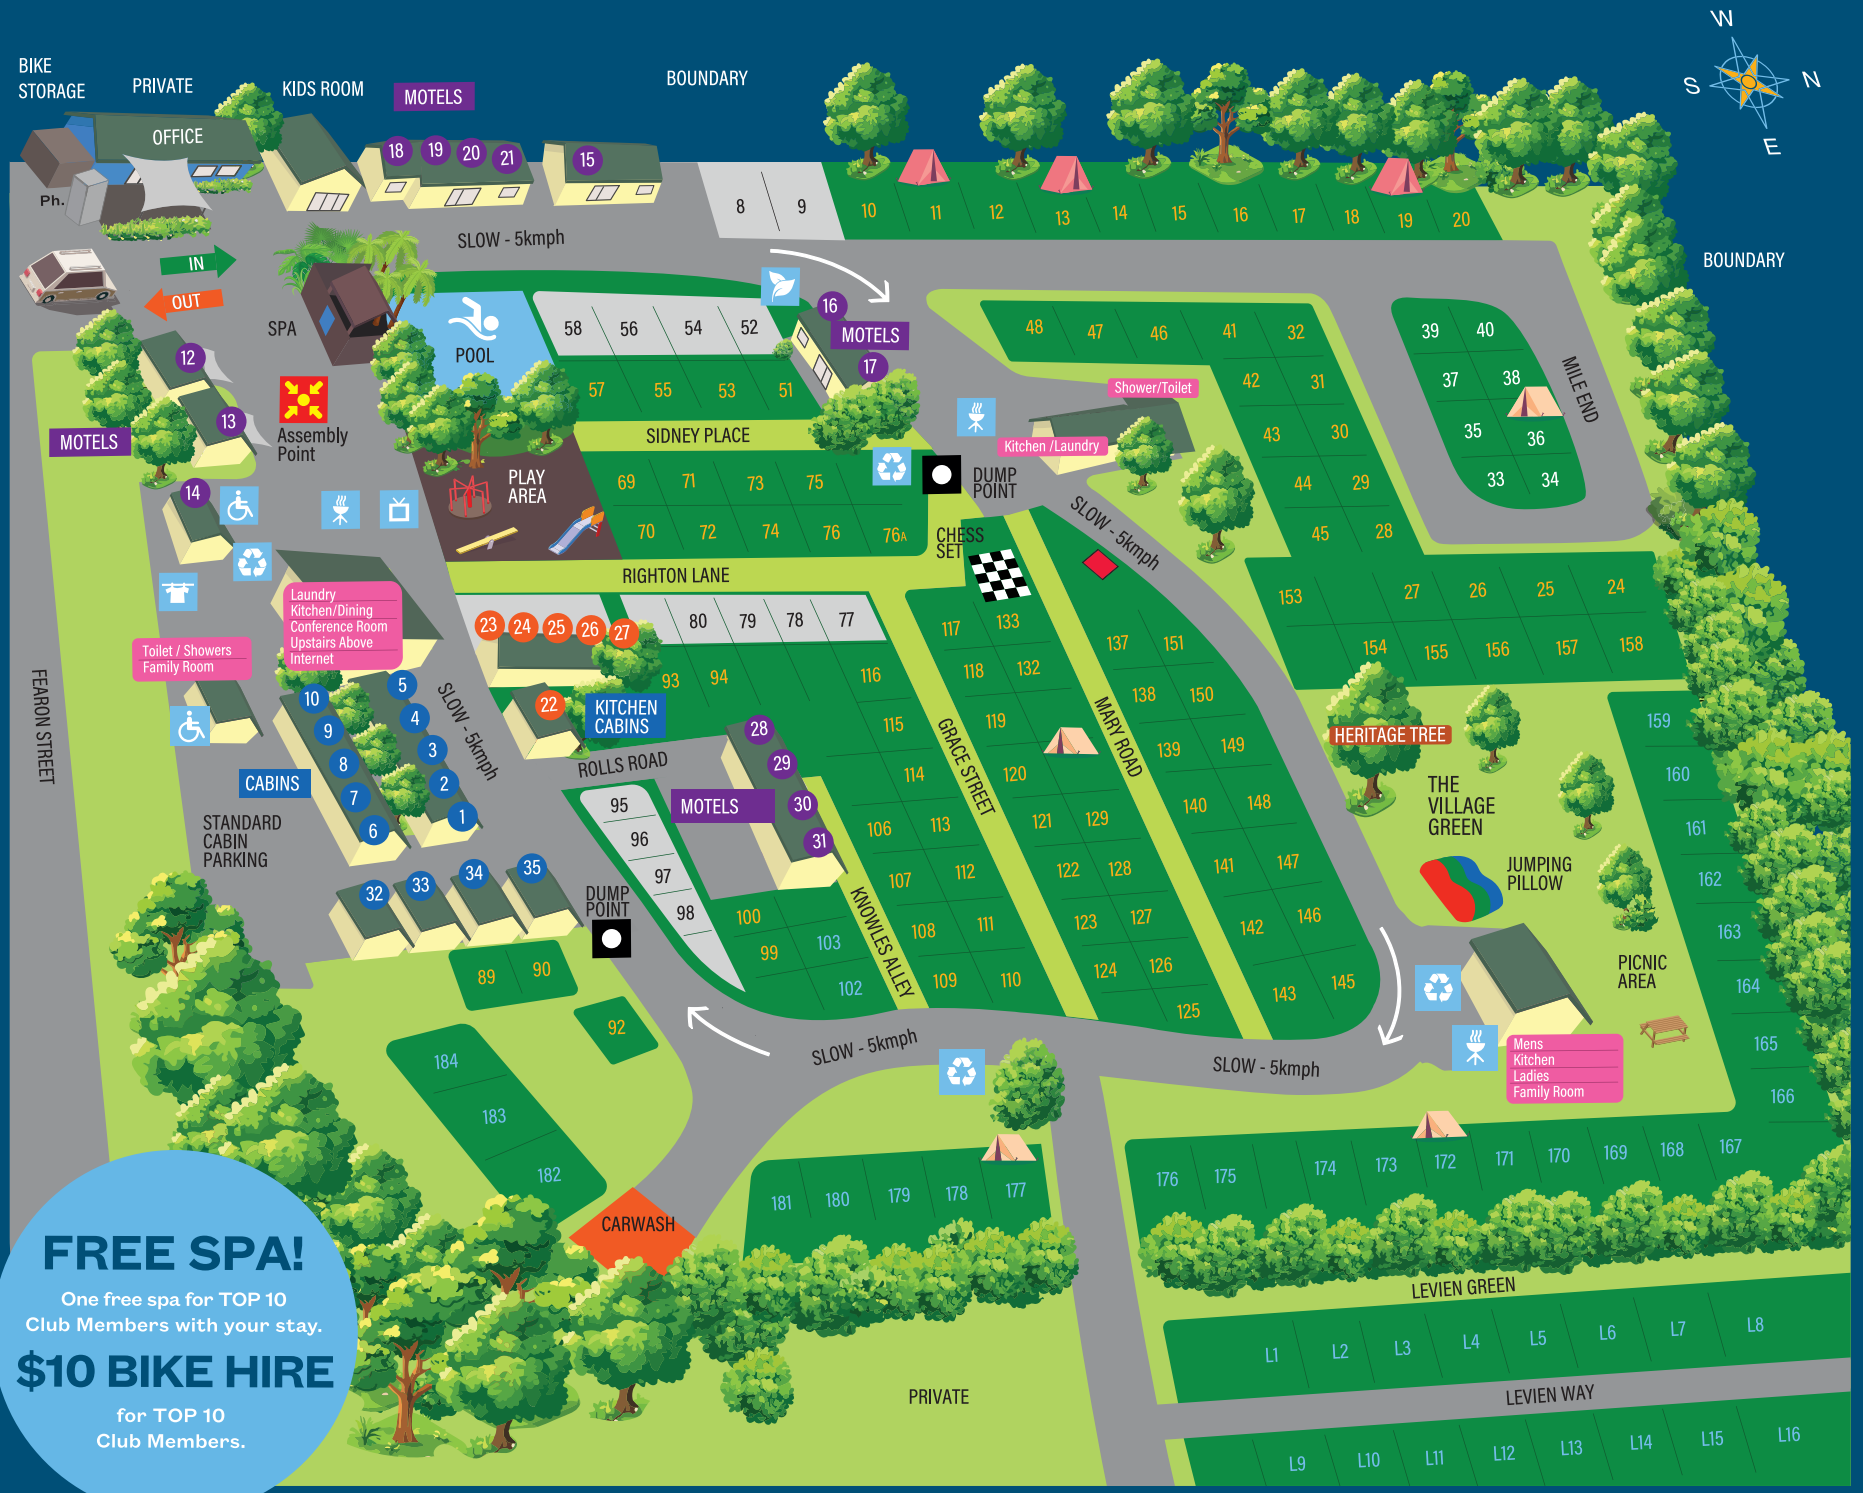 W
S
N
E
BIKE
STORAGE
PRIVATE
KIDS ROOM
MOTELS
BOUNDARY
OFFICE
18
19
20
21
15
Ph.
SLOW - 5kmph
8
9
10
11
12
13
14
15
16
17
18
19
20
BOUNDARY
IN
OUT
SPA
POOL
58
56
54
52
57
55
53
51
16
MOTELS
17
48
47
46
41
32
42
31
43
30
44
29
45
28
39
40
37
38
35
36
33
34
MILE END
12
13
MOTELS
Assembly
Point
14
PLAY
AREA
SIDNEY PLACE
69
71
73
75
70
72
74
76
76A
Shower/Toilet
Kitchen /Laundry
DUMP
POINT
SLOW - 5kmph
CHESS
SET
RIGHTON LANE
153
27
26
25
24
154
155
156
157
158
Laundry
Kitchen/Dining
Conference Room
Upstairs Above
Internet
Toilet / Showers
Family Room
23
24
25
26
27
80
79
78
77
93
94
116
115
114
106
113
107
112
108
111
109
110
22
KITCHEN
CABINS
FEARON STREET
SLOW - 5kmph
10
9
8
7
6
5
4
3
2
1
CABINS
STANDARD
CABIN
PARKING
ROLLS ROAD
28
29
30
31
MOTELS
95
96
97
98
100
99
103
102
KNOWLES ALLEY
GRACE STREET
MARY ROAD
117
133
118
132
119
120
121
129
122
128
123
127
124
126
125
137
151
138
150
139
149
140
148
141
147
142
146
143
145
HERITAGE TREE
THE
VILLAGE
GREEN
JUMPING
PILLOW
PICNIC
AREA
159
160
161
162
163
164
165
166
32
33
34
35
DUMP
POINT
89
90
92
184
183
182
SLOW - 5kmph
SLOW - 5kmph
Mens
Kitchen
Ladies
Family Room
176
175
174
173
172
171
170
169
168
167
181
180
179
178
177
CARWASH
LEVIEN GREEN
L1
L2
L3
L4
L5
L6
L7
L8
LEVIEN WAY
L9
L10
L11
L12
L13
L14
L15
L16
PRIVATE
FREE SPA!
One free spa for TOP 10
Club Members with your stay.
$10 BIKE HIRE
for TOP 10
Club Members.